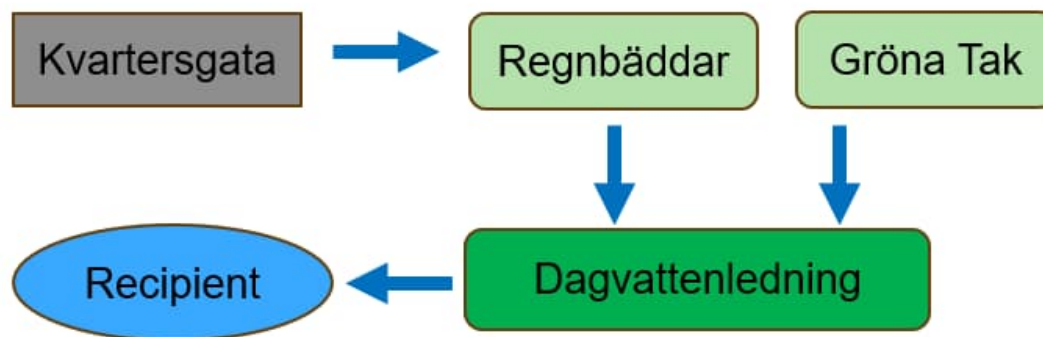 Kvartersgata
Regnbäddar
Gröna Tak
Recipient
Dagvattenledning